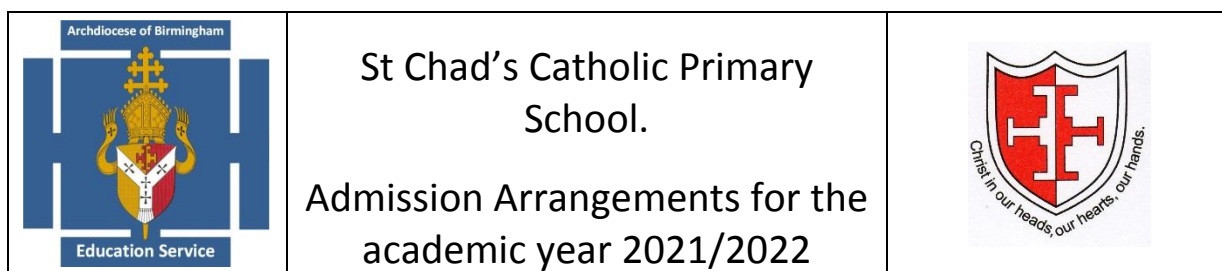 Archdiocese of Birmingham
Education Service
St Chad’s Catholic Primary
School.
Admission Arrangements for the
academic year 2021/2022
Christ in our heads, our hearts, our hands.